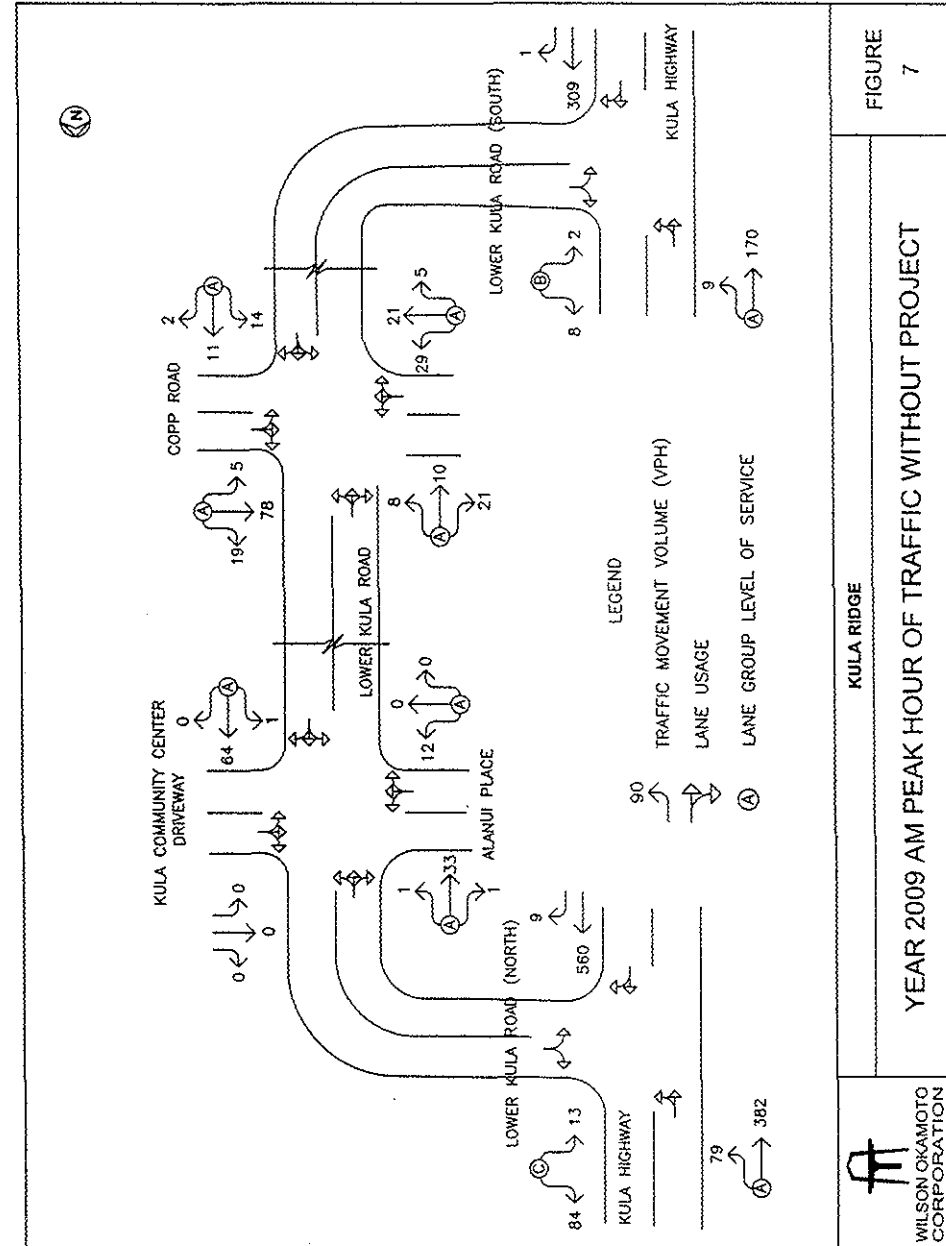 N
KULA COMMUNITY CENTER
DRIVEWAY
COPP ROAD
0
64
1
A
0
0
0
2
11
14
A
19
78
5
A
LOWER KULA ROAD
LOWER KULA ROAD (SOUTH)
1
309
KULA HIGHWAY
29
21
5
A
8
10
21
A
12
0
0
A
ALANUI PLACE
1
33
1
A
LOWER KULA ROAD (NORTH)
9
560
B
8
2
9
170
A
C
84
13
KULA HIGHWAY
79
382
A
LEGEND
90
TRAFFIC MOVEMENT VOLUME (VPH)
LANE USAGE
A
LANE GROUP LEVEL OF SERVICE
WILSON OKAMOTO
CORPORATION
KULA RIDGE
YEAR 2009 AM PEAK HOUR OF TRAFFIC WITHOUT PROJECT
FIGURE
7